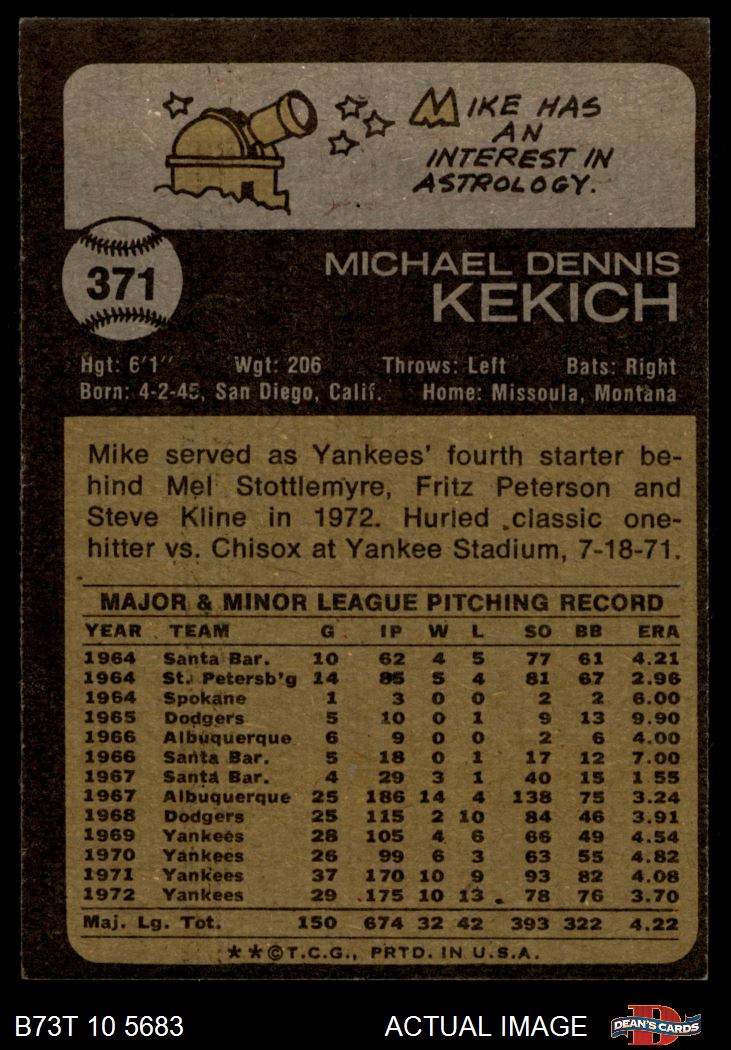 MIKE HAS
AN
INTEREST IN
ASTROLOGY.
371
MICHAEL DENNIS
KEKICH
Hgt: 6'1" Wgt: 206 Throws: Left Bats: Right
Born: 4-2-45, San Diego, Calif. Home: Missoula, Montana
Mike served as Yankees' fourth starter be-
hind Mel Stottlemyre, Fritz Peterson and
Steve Kline in 1972. Hurled classic one-
hitter vs. Chisox at Yankee Stadium, 7-18-71.
MAJOR & MINOR LEAGUE PITCHING RECORD
YEAR TEAM G IP W L SO BB ERA
1964 Santa Bar. 10 62 4 5 77 61 4.21
1964 St. Petersb'g 14 85 5 4 81 67 2.96
1964 Spokane 1 3 0 0 2 2 6.00
1965 Dodgers 5 10 0 1 9 13 9.90
1966 Albuquerque 6 9 0 0 2 6 4.00
1966 Santa Bar. 5 18 0 1 17 12 7.00
1967 Santa Bar. 4 29 3 1 40 15 1.55
1967 Albuquerque 25 186 14 4 138 75 3.24
1968 Dodgers 25 115 2 10 84 46 3.91
1969 Yankees 28 105 4 6 66 49 4.54
1970 Yankees 26 99 6 3 63 55 4.82
1971 Yankees 37 170 10 9 93 82 4.08
1972 Yankees 29 175 10 13 78 76 3.70
Maj. Lg. Tot. 150 674 32 42 393 322 4.22
**©T.C.G., PRTD. IN U.S.A.
B73T 10 5683 ACTUAL IMAGE DEAN'S CARDS